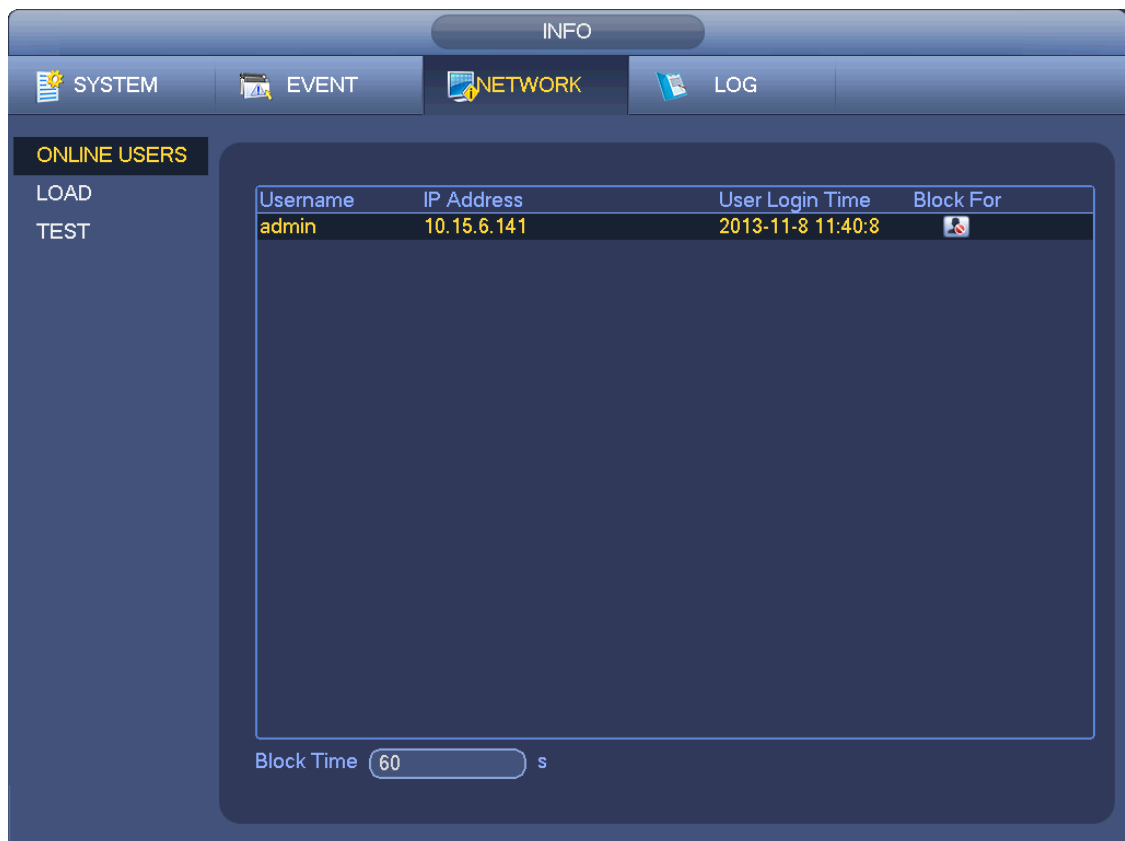 INFO
SYSTEM EVENT NETWORK LOG
ONLINE USERS
LOAD
TEST
Username IP Address User Login Time Block For
admin 10.15.6.141 2013-11-8 11:40:8
Block Time 60 s